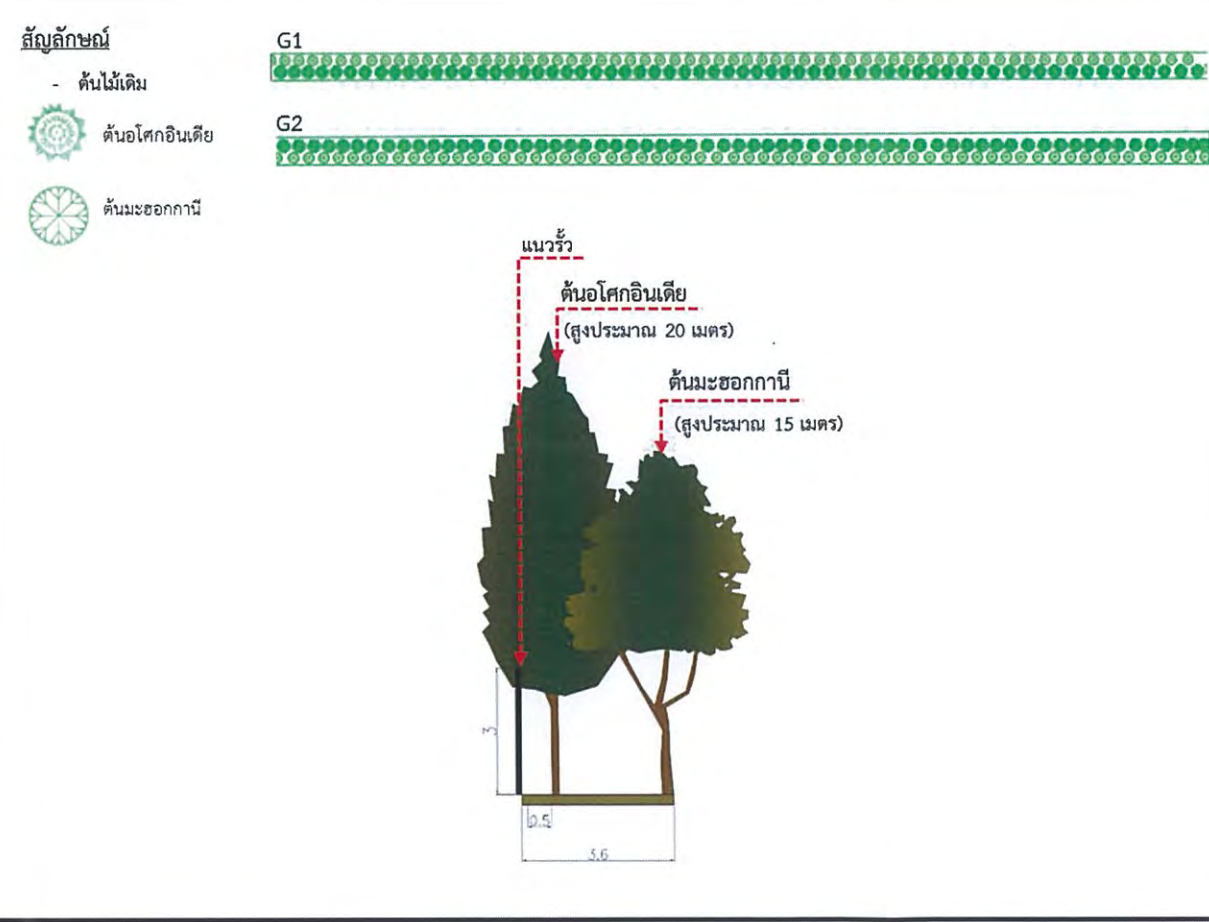 สัญลักษณ์
- ต้นไม้เดิม
ต้นอโศกอินเดีย
ต้นมะฮอกกานี
G1
G2
แนวรั้ว
ต้นอโศกอินเดีย
(สูงประมาณ 20 เมตร)
ต้นมะฮอกกานี
(สูงประมาณ 15 เมตร)
3
0.5
3.6